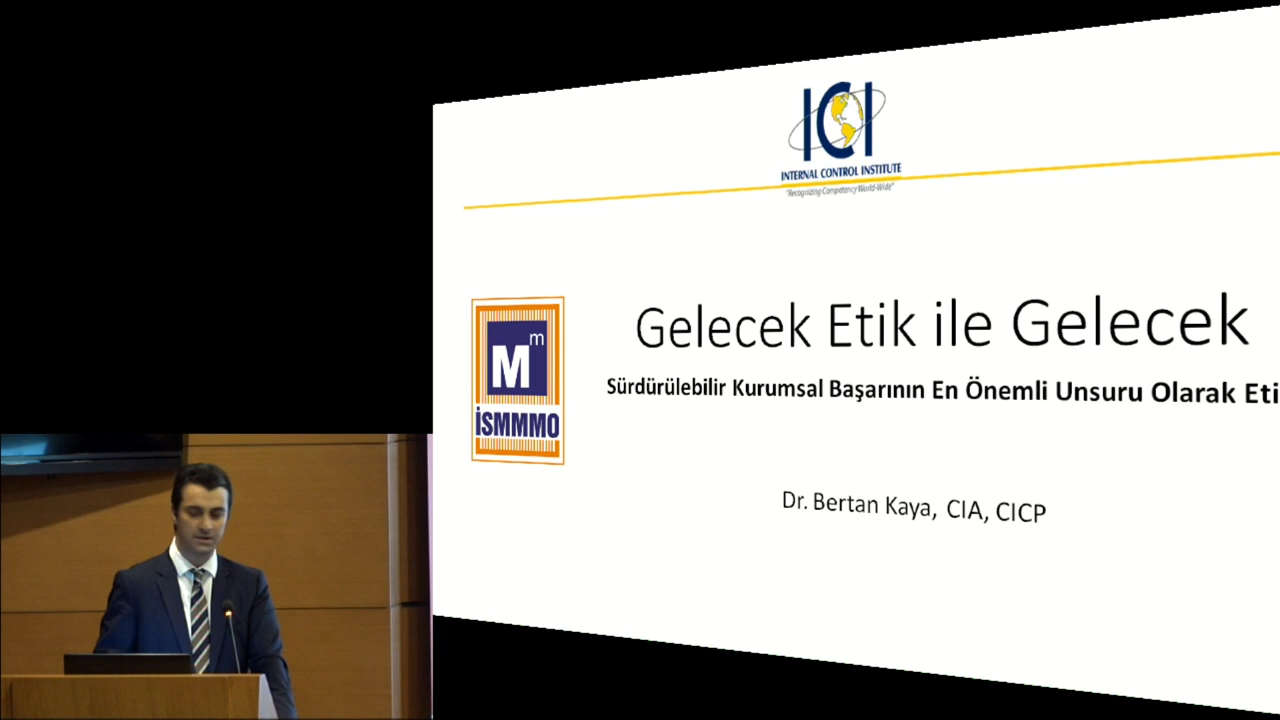 ICI
INTERNAL CONTROL INSTITUTE
"Recognizing Competency World-Wide"
Gelecek Etik ile Gelecek
Sürdürülebilir Kurumsal Başarının En Önemli Unsuru Olarak Eti
Mm
İSMMMO
Dr. Bertan Kaya, CIA, CICP